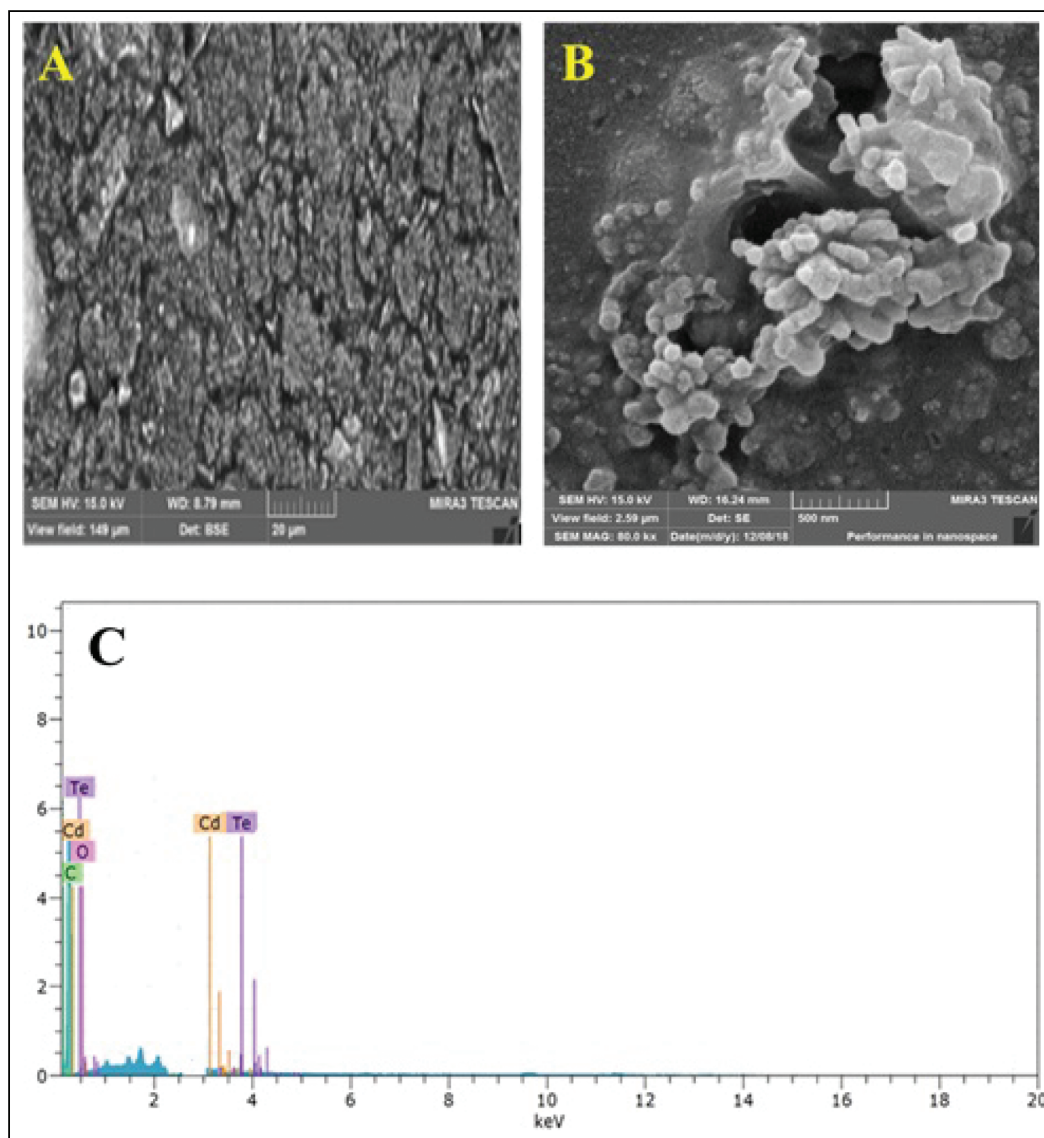 A
SEM HV: 15.0 kV WD: 8.79 mm MIRA3 TESCAN
View field: 149 µm Det: BSE 20 µm
B
SEM HV: 15.0 kV WD: 16.24 mm MIRA3 TESCAN
View field: 2.59 µm Det: SE 500 nm
SEM MAG: 80.0 kx Date(m/d/y): 12/08/18 Performance in nanospace
C
10
8
6
4
2
0
Te
Cd
O
C
Cd Te
2 4 6 8 10 12 14 16 18 20
keV